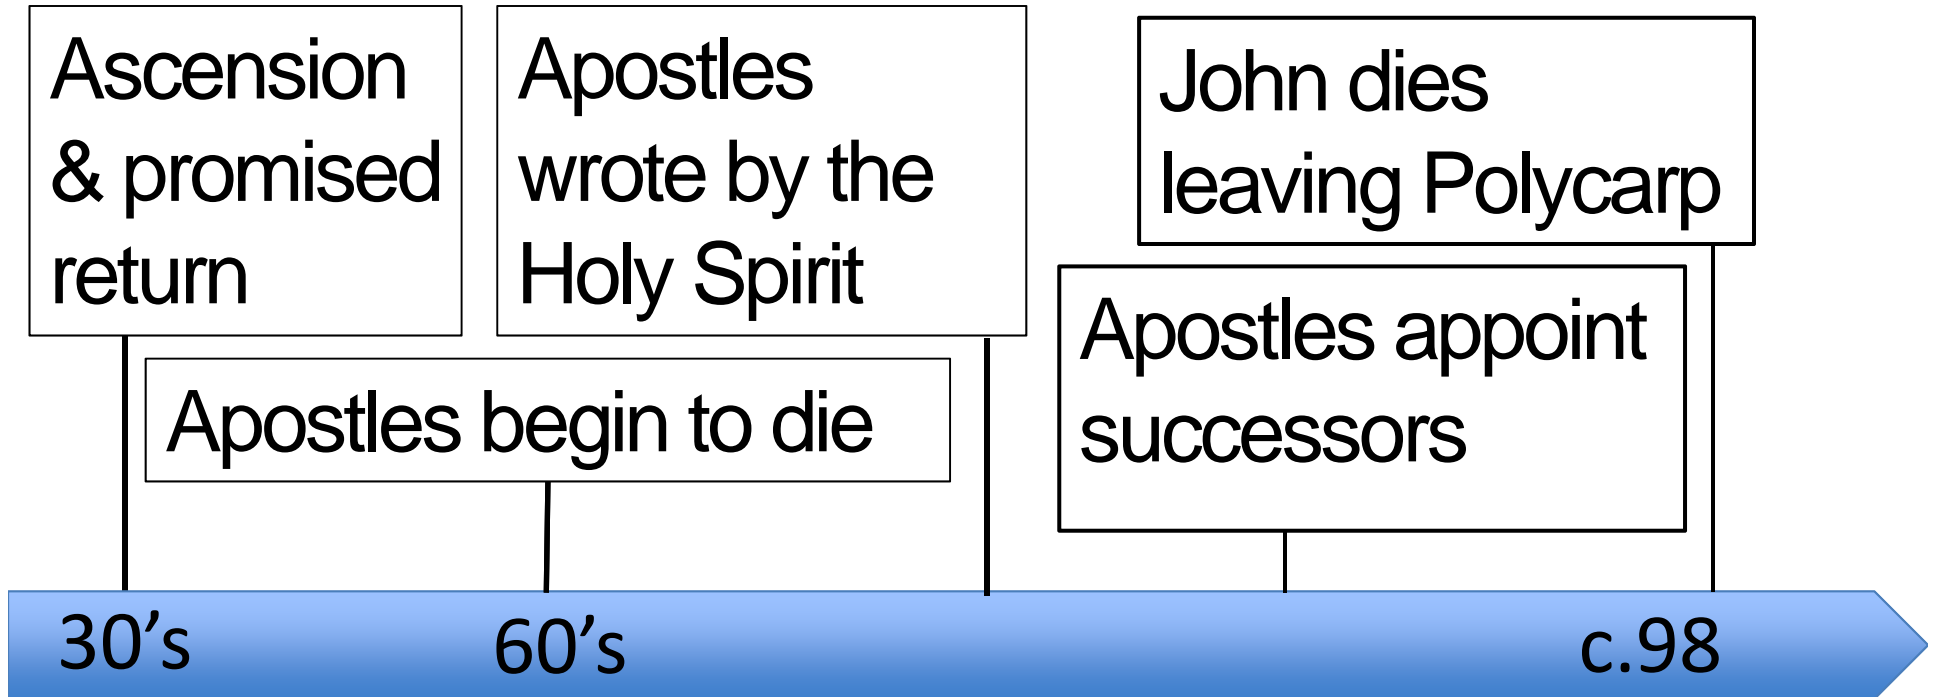 Ascension
& promised
return
Apostles
wrote by the
Holy Spirit
John dies
leaving Polycarp
Apostles begin to die
Apostles appoint
successors
30’s
60’s
c.98